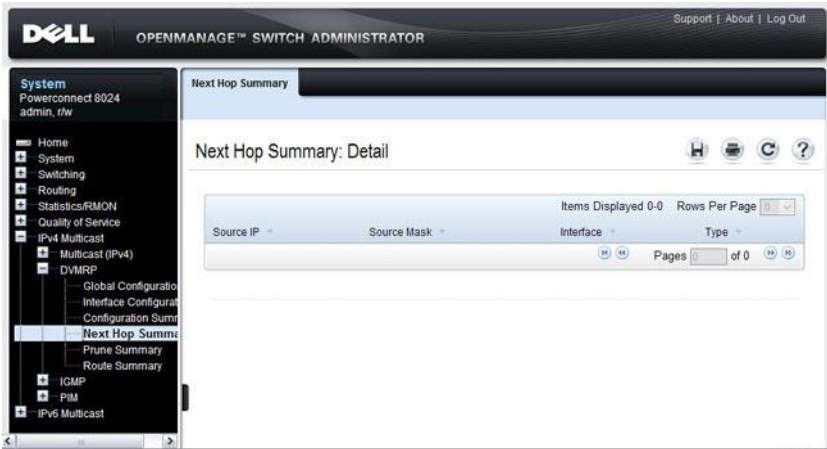 Support | About | Log Out
DELL
OPENMANAGE™ SWITCH ADMINISTRATOR
System
Powerconnect 8024
admin, r/w
Next Hop Summary
Home
System
Switching
Routing
Statistics/RMON
Quality of Service
IPv4 Multicast
Multicast (IPv4)
DVMRP
Global Configuratio
Interface Configurat
Configuration Summ
Next Hop Summa
Prune Summary
Route Summary
IGMP
PIM
IPv6 Multicast
Next Hop Summary: Detail
Items Displayed 0-0 Rows Per Page 0
Source IP Source Mask Interface Type
Pages 0 of 0